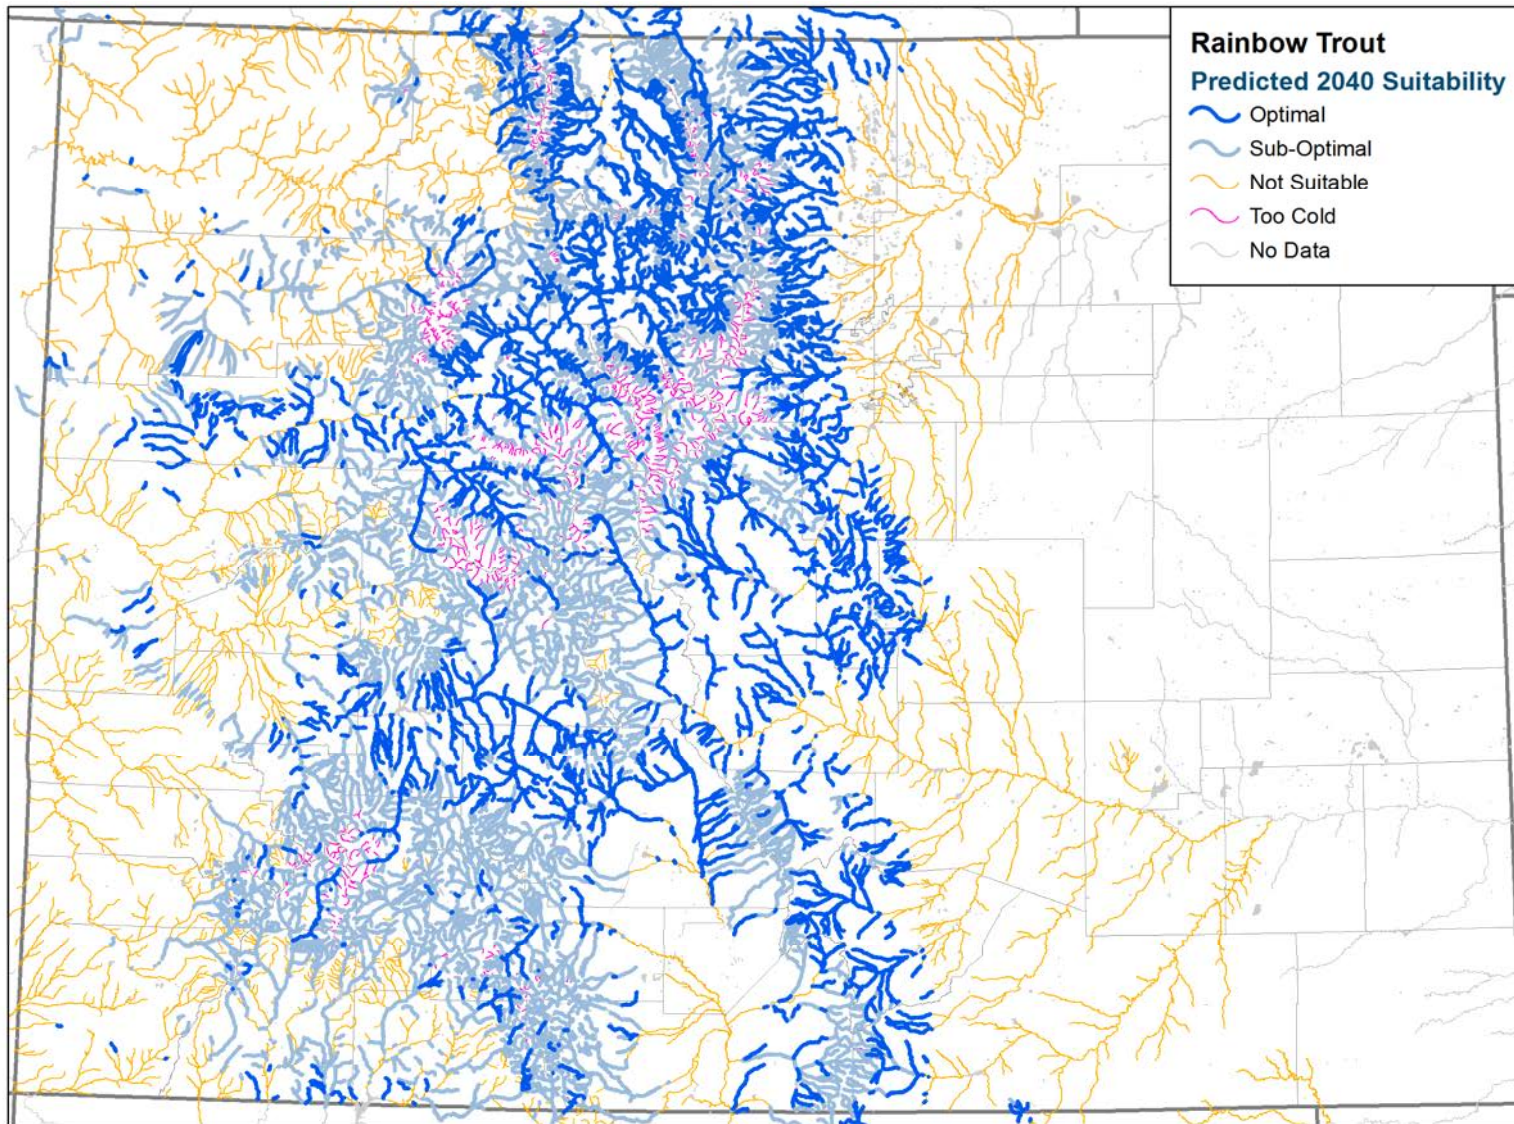 Rainbow Trout
Predicted 2040 Suitability
Optimal
Sub-Optimal
Not Suitable
Too Cold
No Data